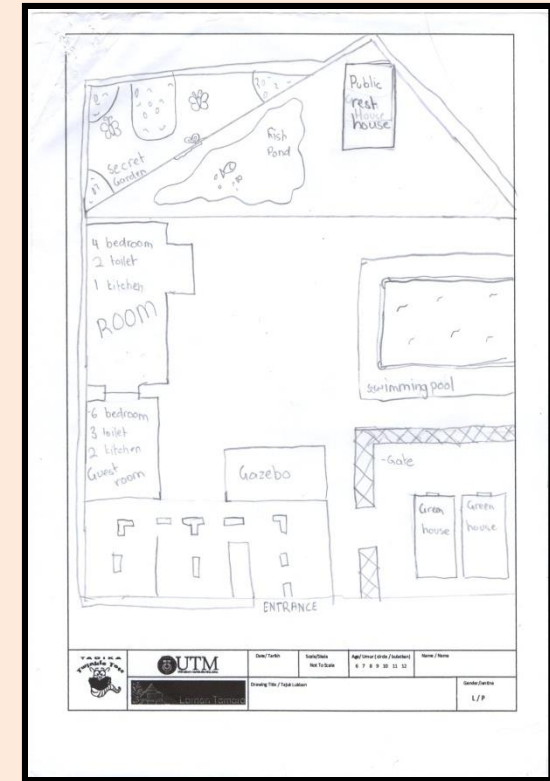 Public
rest
house
Fish
Pond
secret
Garden
4 bedroom
2 toilet
1 kitchen
ROOM
swimming pool
-6 bedroom
3 toilet
2 kitchen
Guest
room
Gazebo
-Gate
Green
house
Green
house
ENTRANCE
TADIKA
UTM
Date/ Tarikh
Scale/Skala
Not To Scale
Age/ Umur ( circle / bulatkan)
6 7 8 9 10 11 12
Name / Nama
Drawing Title / Tajuk Lukisan
Gender/Jantina
L / P